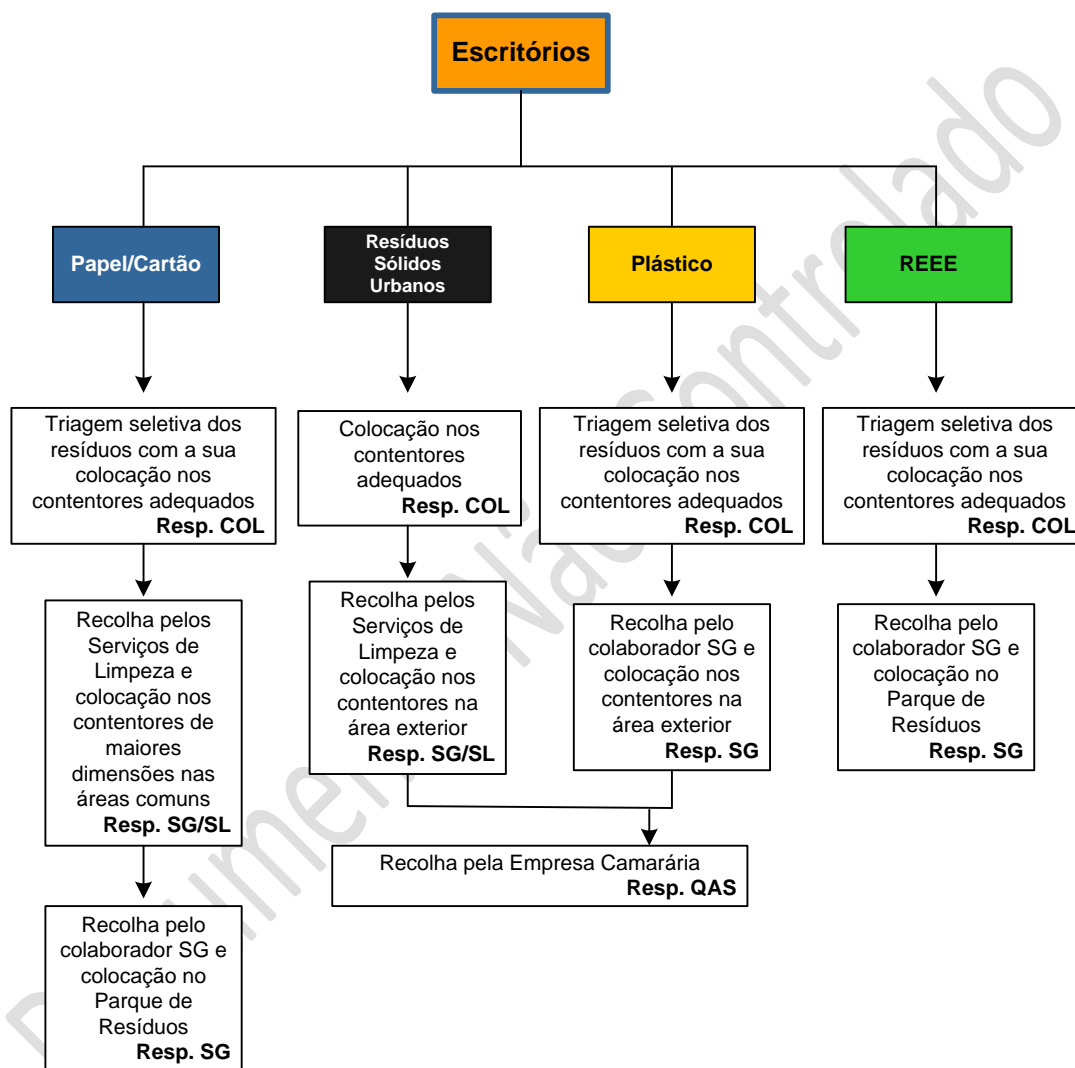 Escritórios
Papel/Cartão
Resíduos
Sólidos
Urbanos
Plástico
REEE
Triagem seletiva dos
resíduos com a sua
colocação nos
contentores adequados
Resp. COL
Colocação nos
contentores
adequados
Resp. COL
Triagem seletiva dos
resíduos com a sua
colocação nos
contentores adequados
Resp. COL
Triagem seletiva dos
resíduos com a sua
colocação nos
contentores adequados
Resp. COL
Recolha pelos
Serviços de
Limpeza e
colocação nos
contentores de
maiores
dimensões nas
áreas comuns
Resp. SG/SL
Recolha pelos
Serviços de
Limpeza e
colocação nos
contentores na
área exterior
Resp. SG/SL
Recolha pelo
colaborador SG e
colocação nos
contentores na
área exterior
Resp. SG
Recolha pelo
colaborador SG e
colocação no
Parque de
Resíduos
Resp. SG
Recolha pela Empresa Camarária
Resp. QAS
Recolha pelo
colaborador SG e
colocação no
Parque de
Resíduos
Resp. SG
Documento Não Controlado